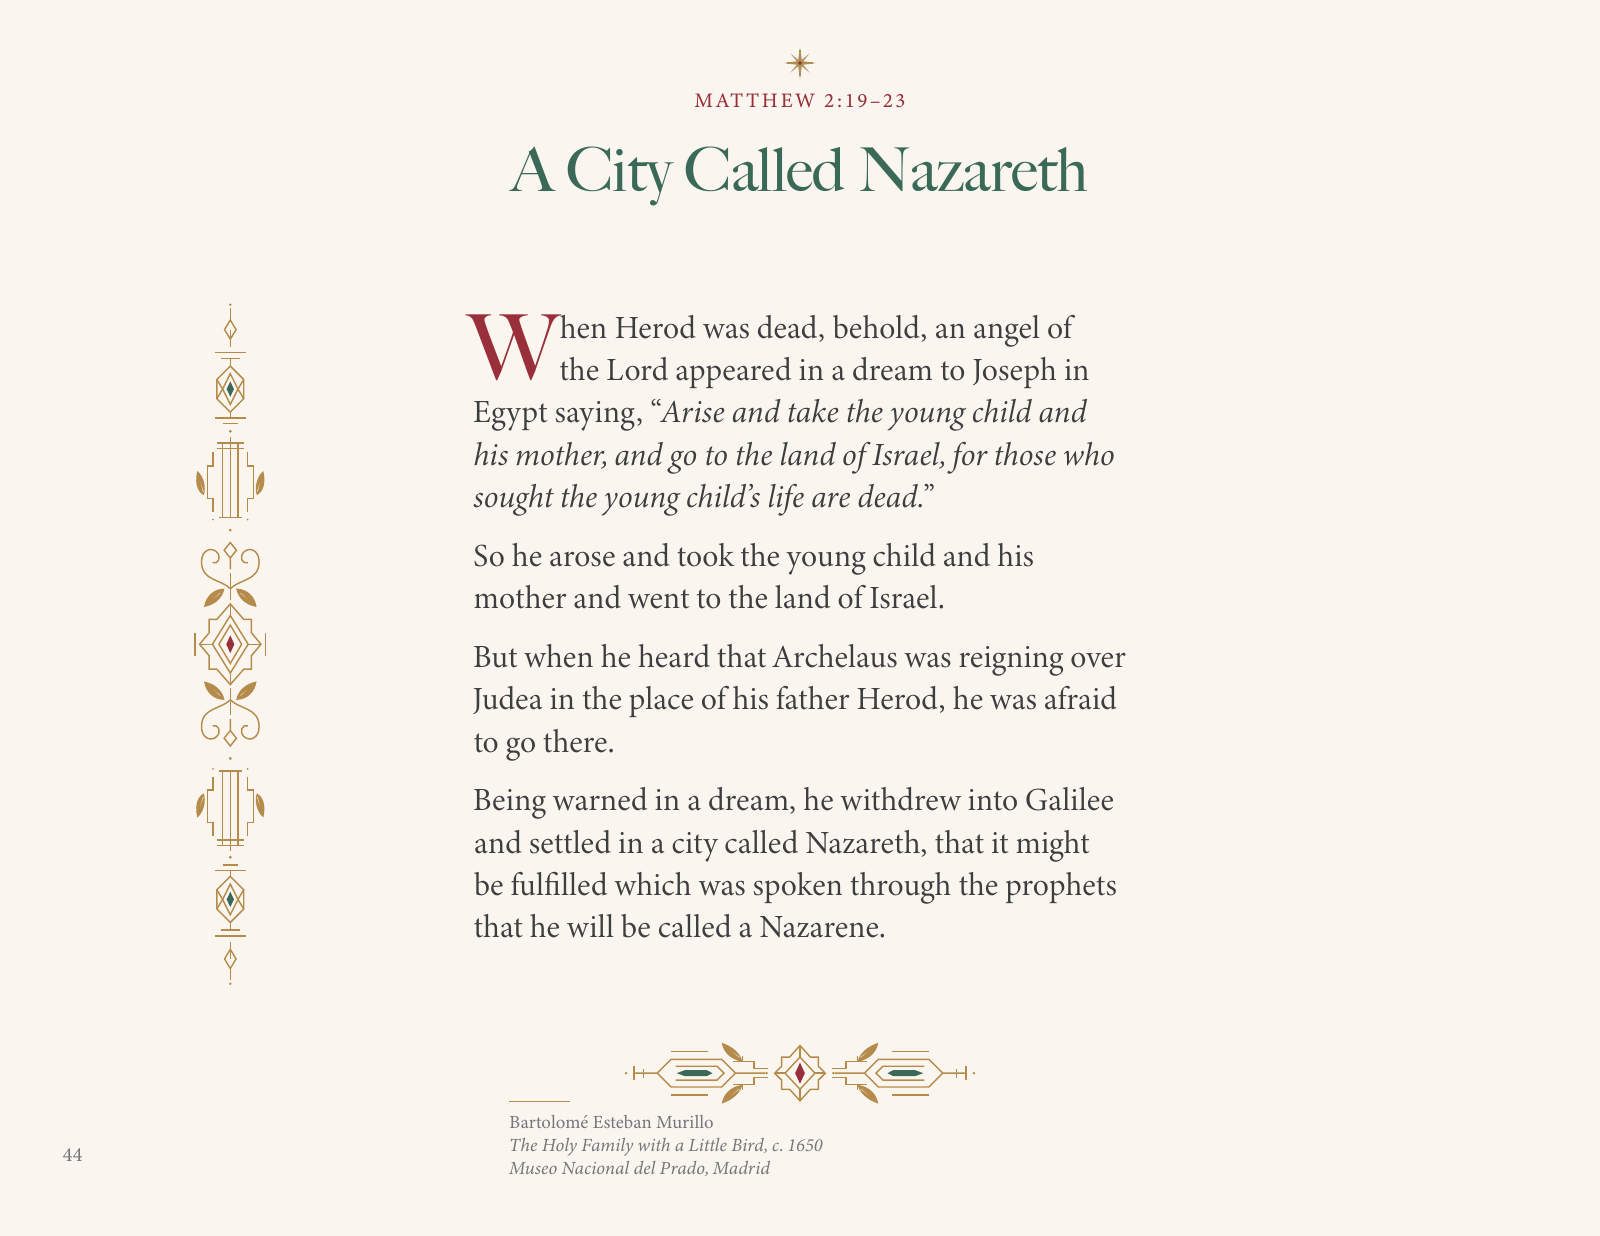 MATTHEW 2:19–23
A City Called Nazareth
When Herod was dead, behold, an angel of
the Lord appeared in a dream to Joseph in
Egypt saying, “Arise and take the young child and
his mother, and go to the land of Israel, for those who
sought the young child’s life are dead.”
So he arose and took the young child and his
mother and went to the land of Israel.
But when he heard that Archelaus was reigning over
Judea in the place of his father Herod, he was afraid
to go there.
Being warned in a dream, he withdrew into Galilee
and settled in a city called Nazareth, that it might
be fulfilled which was spoken through the prophets
that he will be called a Nazarene.
Bartolomé Esteban Murillo
The Holy Family with a Little Bird, c. 1650
Museo Nacional del Prado, Madrid
44